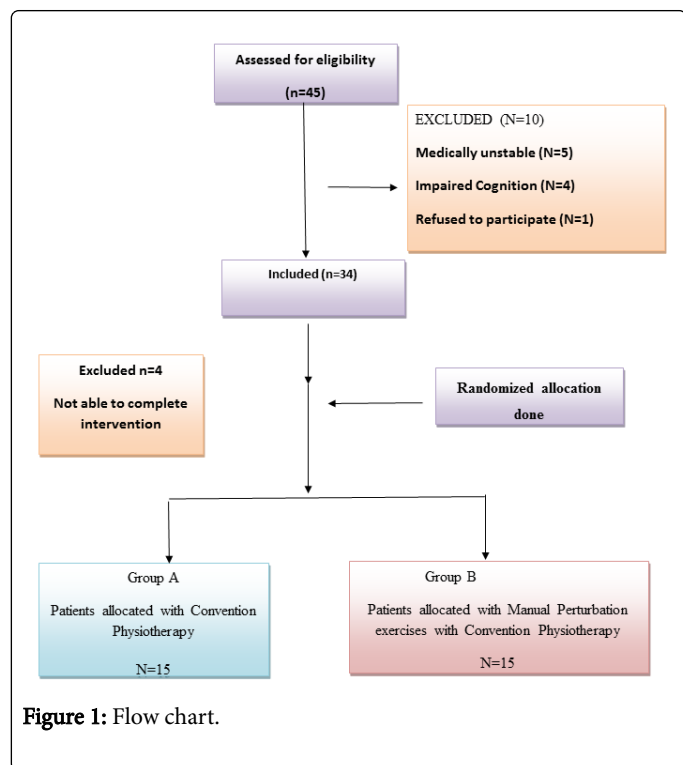 Assessed for eligibility
(n=45)
EXCLUDED (N=10)
Medically unstable (N=5)
Impaired Cognition (N=4)
Refused to participate (N=1)
Included (n=34)
Excluded n=4
Not able to complete
intervention
Randomized allocation
done
Group A
Patients allocated with Convention
Physiotherapy
N=15
Group B
Patients allocated with Manual Perturbation
exercises with Convention Physiotherapy
N=15
Figure 1: Flow chart.